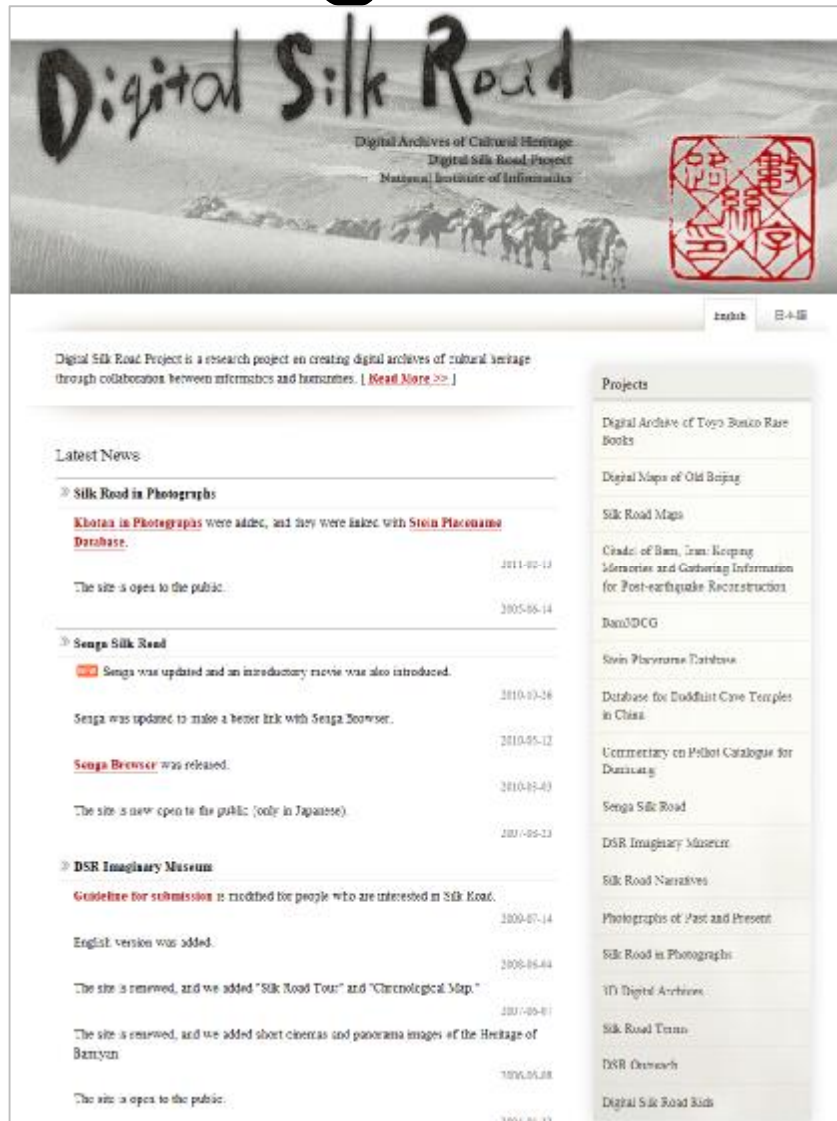 Digital Silk Road
Digital Archives of Cultural Heritage
Digital Silk Road Project
National Institute of Informatics
English 日本語
Digital Silk Road Project is a research project on creating digital archives of cultural heritage
through collaboration between informatics and humanities. [ Read More >> ]
Latest News
Silk Road in Photographs
Khotan in Photographs were added, and they were linked with Stein Placename
Database.
2011-02-13
The site is open to the public.
2005-06-14
Senga Silk Road
NEW Senga was updated and an introductory movie was also introduced.
2010-10-26
Senga was updated to make a better link with Senga Browser.
2010-05-12
Senga Browser was released.
2010-03-03
The site is now open to the public (only in Japanese).
DSR Imaginary Museum
Guideline for submission is modified for people who are interested in Silk Road.
2009-07-14
English version was added.
2008-06-04
The site is renewed, and we added "Silk Road Tour" and "Chronological Map."
The site is renewed, and we added short cinemas and panorama images of the Heritage of
Bamiyan
The site is open to the public.
Projects
Digital Archive of Toyo Bunko Rare
Books
Digital Maps of Old Beijing
Silk Road Maps
Citadel of Bam, Iran: Keeping
Memories and Gathering Information
for Post-earthquake Reconstruction
Bam3DCG
Stein Placename Database
Database for Buddhist Cave Temples
in China
Commentary on Pelliot Catalogue for
Dunhuang
Senga Silk Road
DSR Imaginary Museum
Silk Road Narratives
Photographs of Past and Present
Silk Road in Photographs
3D Digital Archives
Silk Road Terms
DSR Outreach
Digital Silk Road Kids